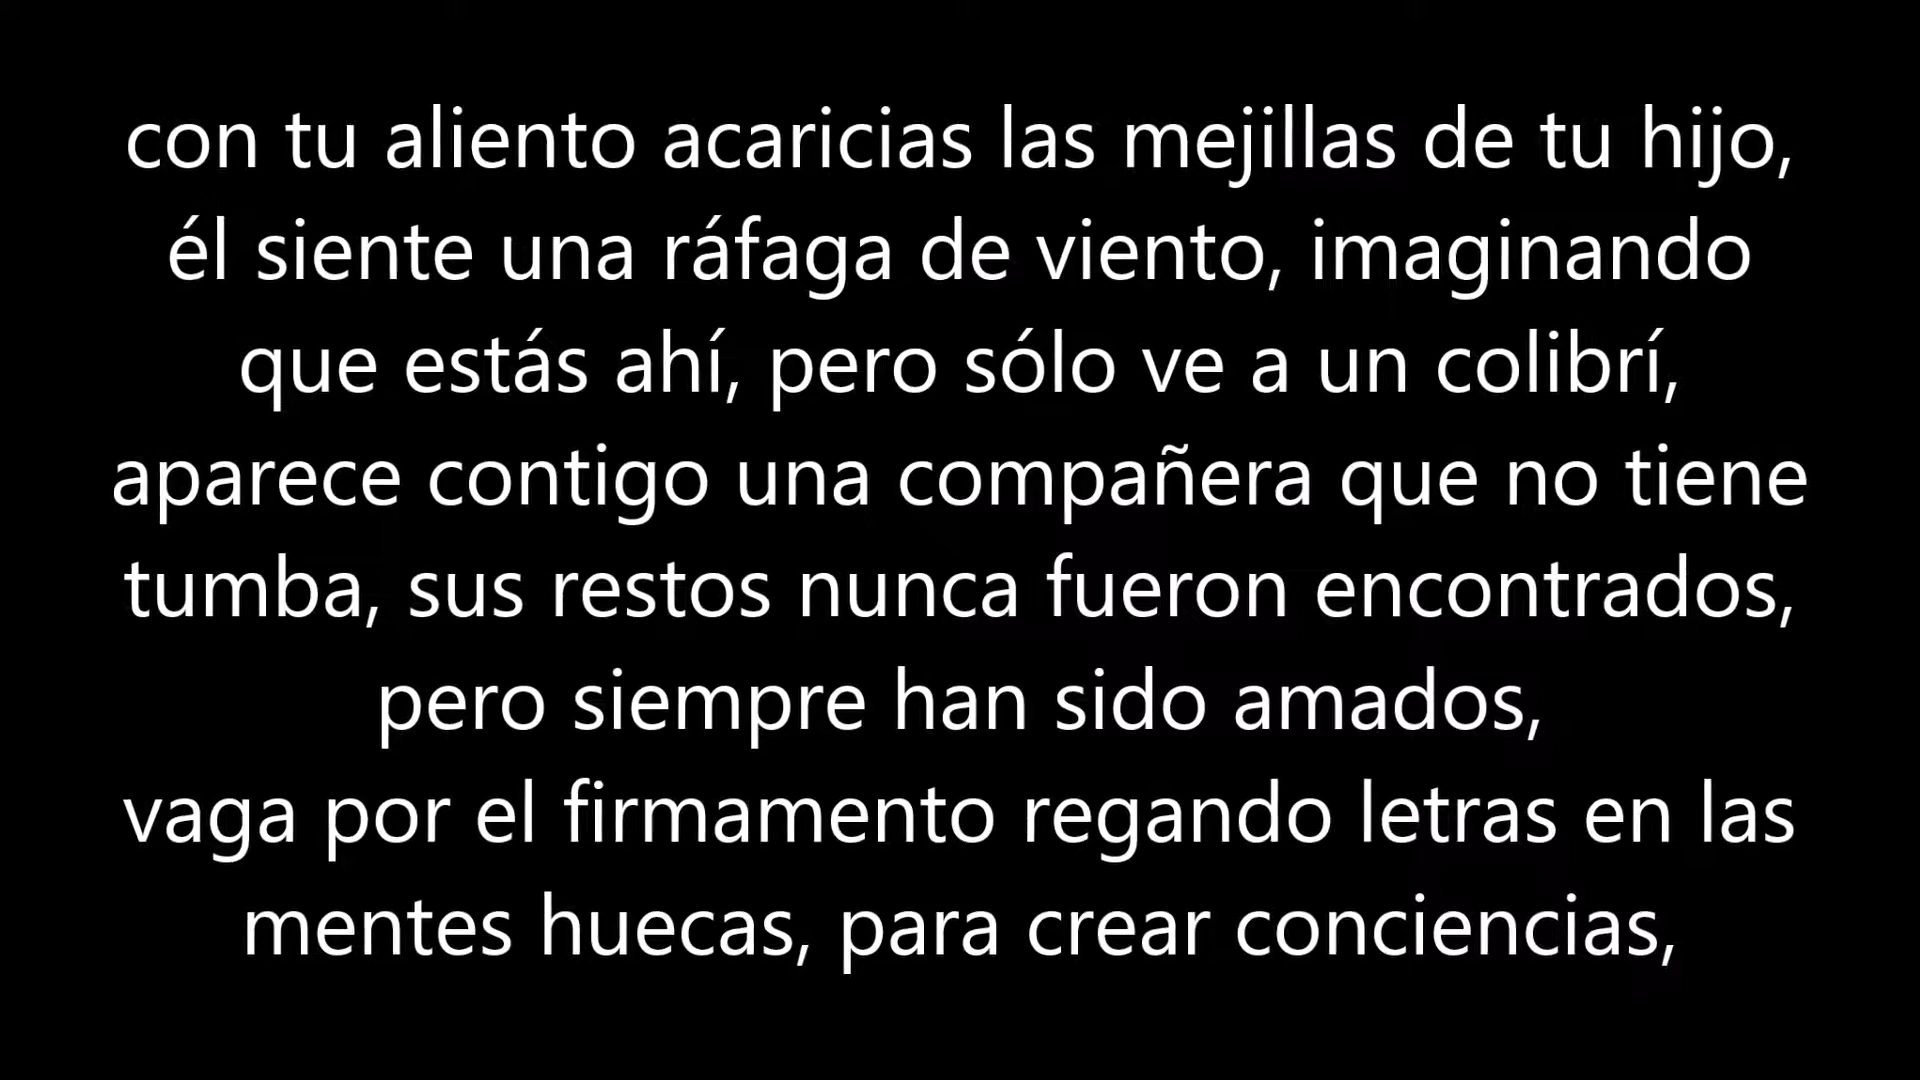 con tu aliento acaricias las mejillas de tu hijo,
él siente una ráfaga de viento, imaginando
que estás ahí, pero sólo ve a un colibrí,
aparece contigo una compañera que no tiene
tumba, sus restos nunca fueron encontrados,
pero siempre han sido amados,
vaga por el firmamento regando letras en las
mentes huecas, para crear conciencias,